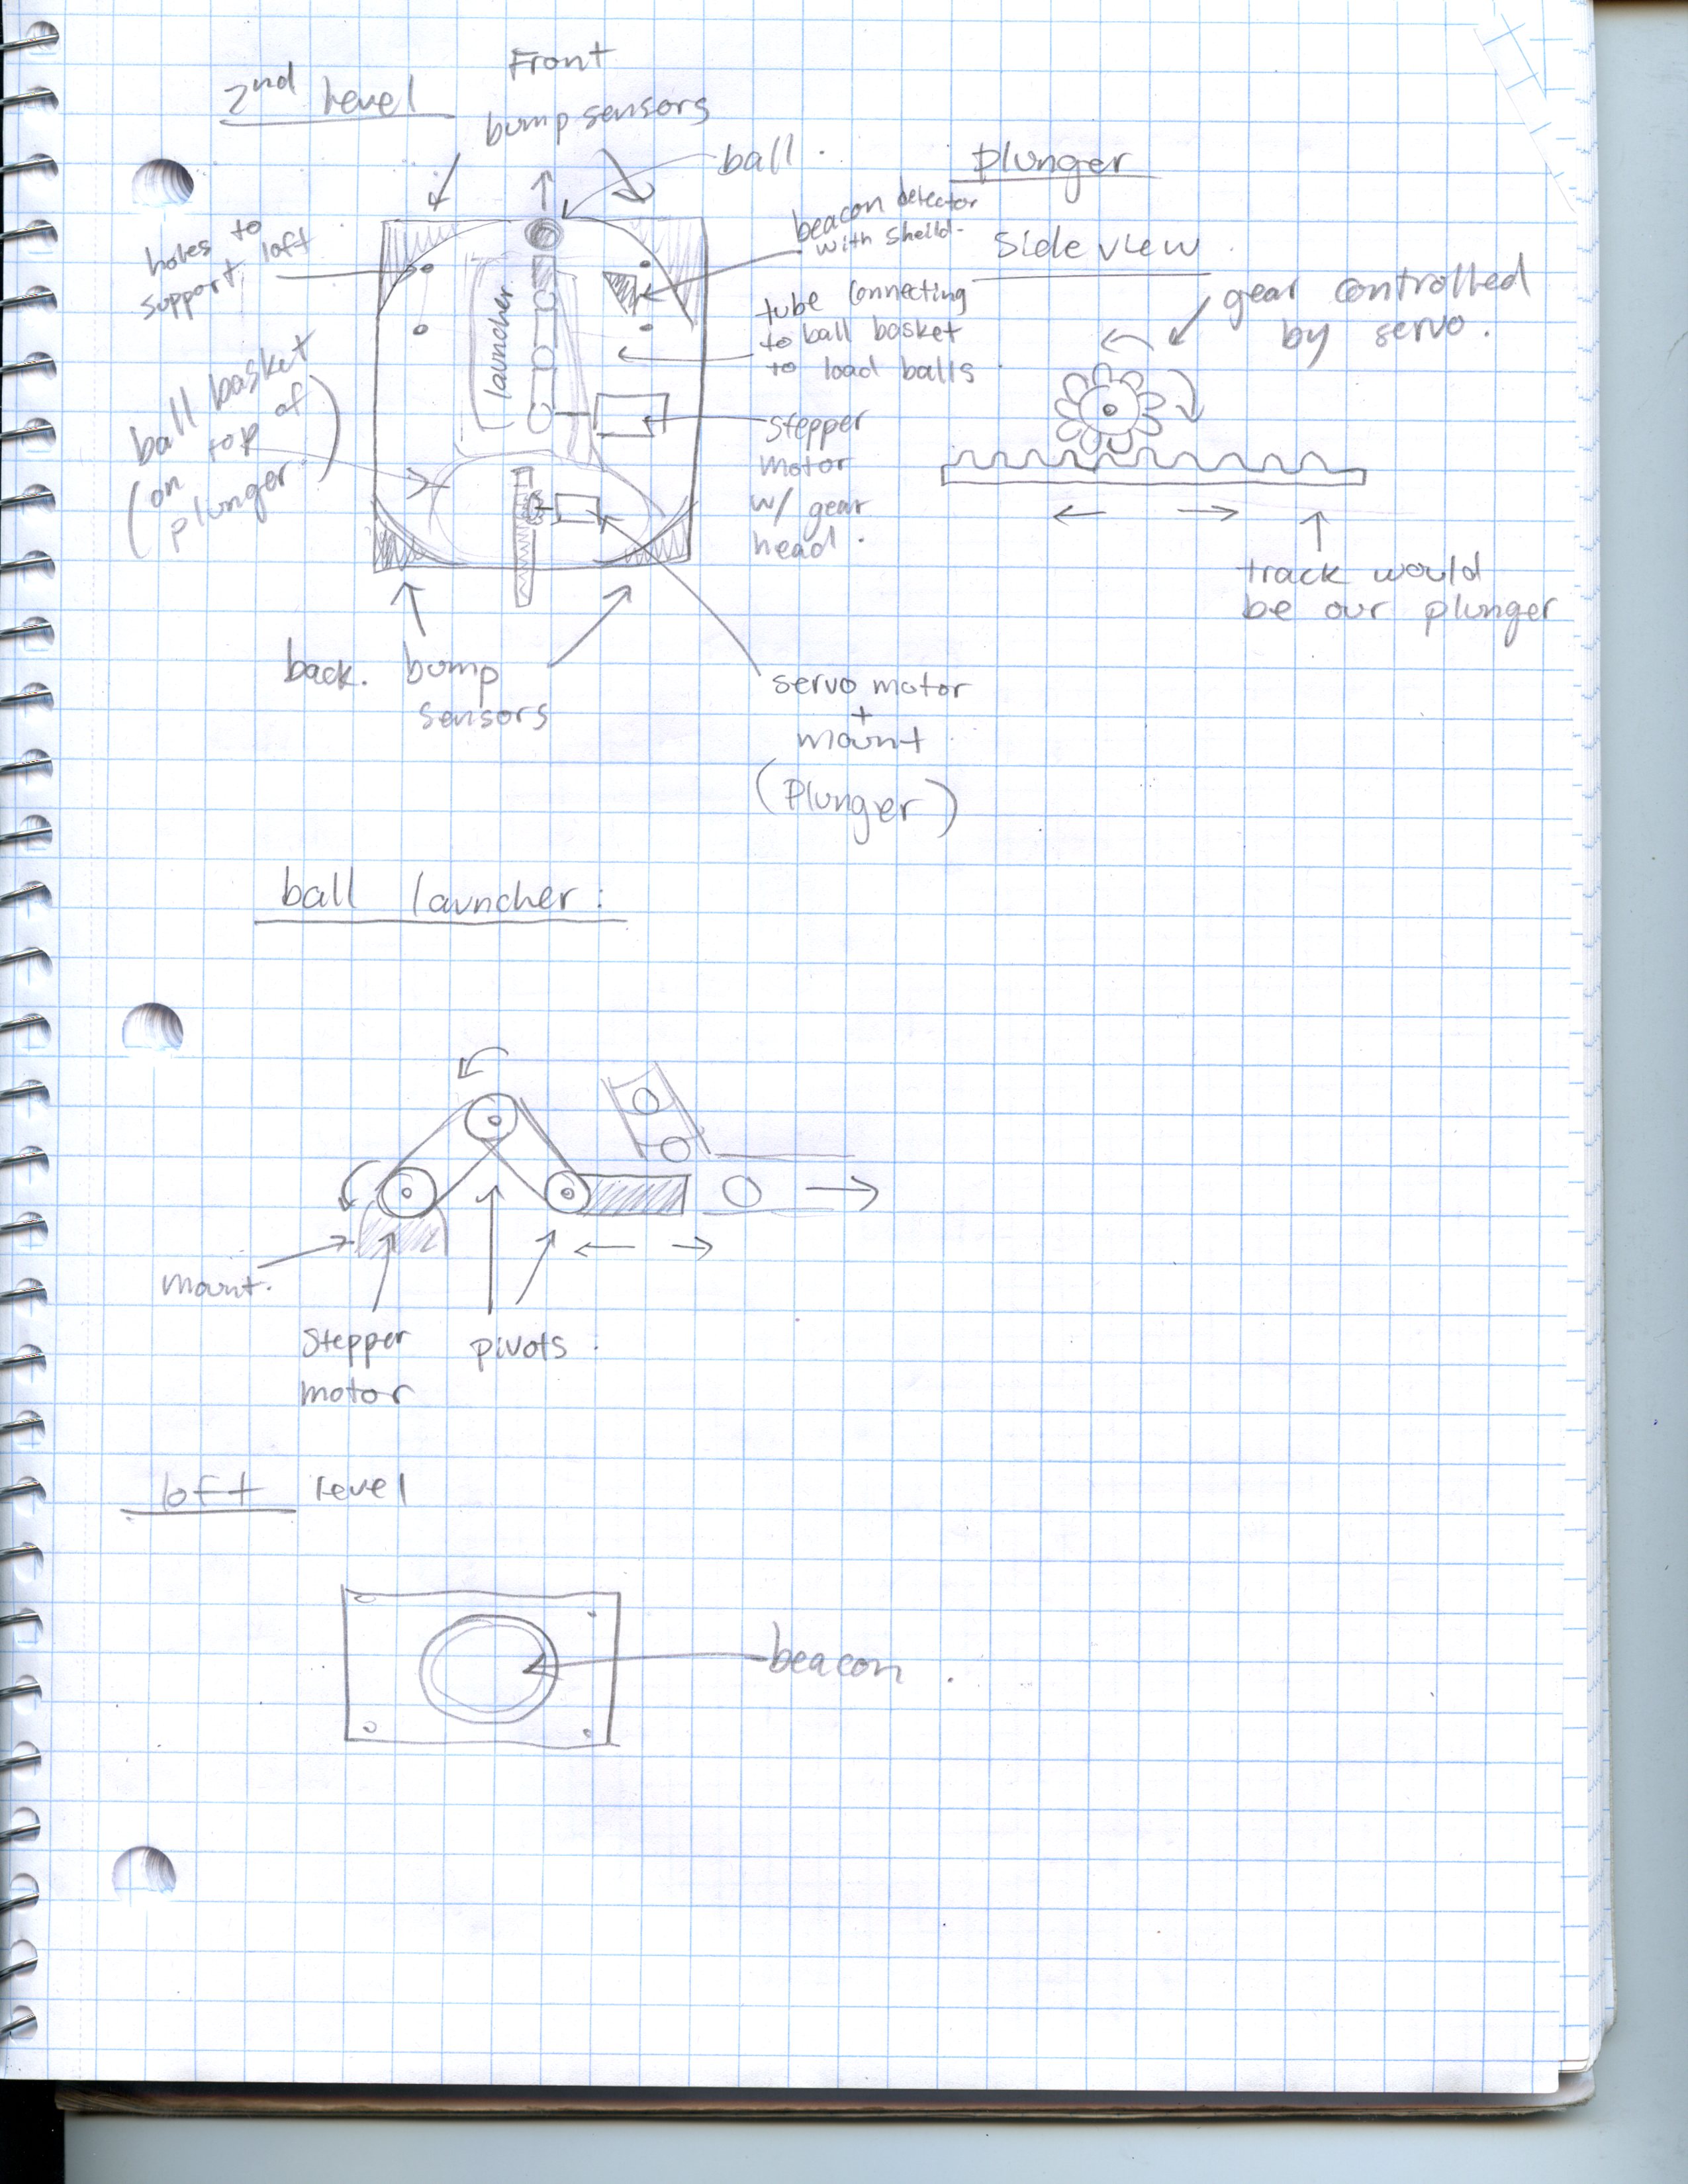 2nd level
Front
bump sensors
ball.
holes to
support loft
launcher
ball basket
(on top of
plunger.)
beacon detector
with sheild.
tube connecting
to ball basket
to load balls
stepper
motor
w/ gear
head.
back. bump
sensors
servo motor
+
mount
(Plunger)
Plunger
Side view
gear controlled
by servo.
track would
be our plunger
ball launcher:
mount.
Stepper
motor
pivots.
loft level
beacon.